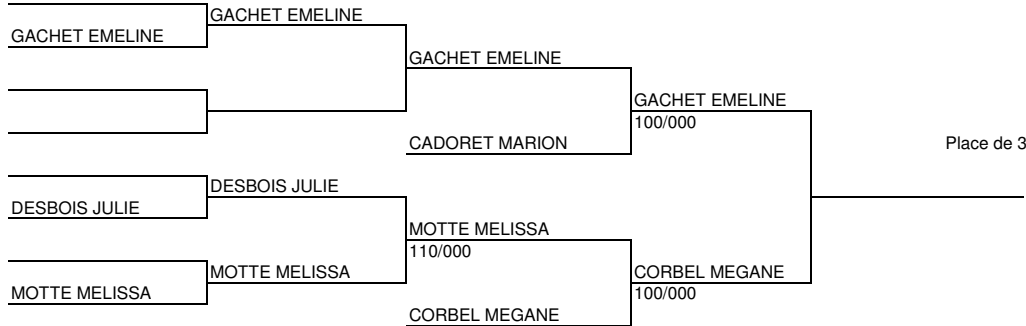 GACHET EMELINE
GACHET EMELINE
GACHET EMELINE
GACHET EMELINE
100/000
CADORET MARION
Place de 3
DESBOIS JULIE
DESBOIS JULIE
MOTTE MELISSA
110/000
MOTTE MELISSA
CORBEL MEGANE
MOTTE MELISSA
100/000
CORBEL MEGANE